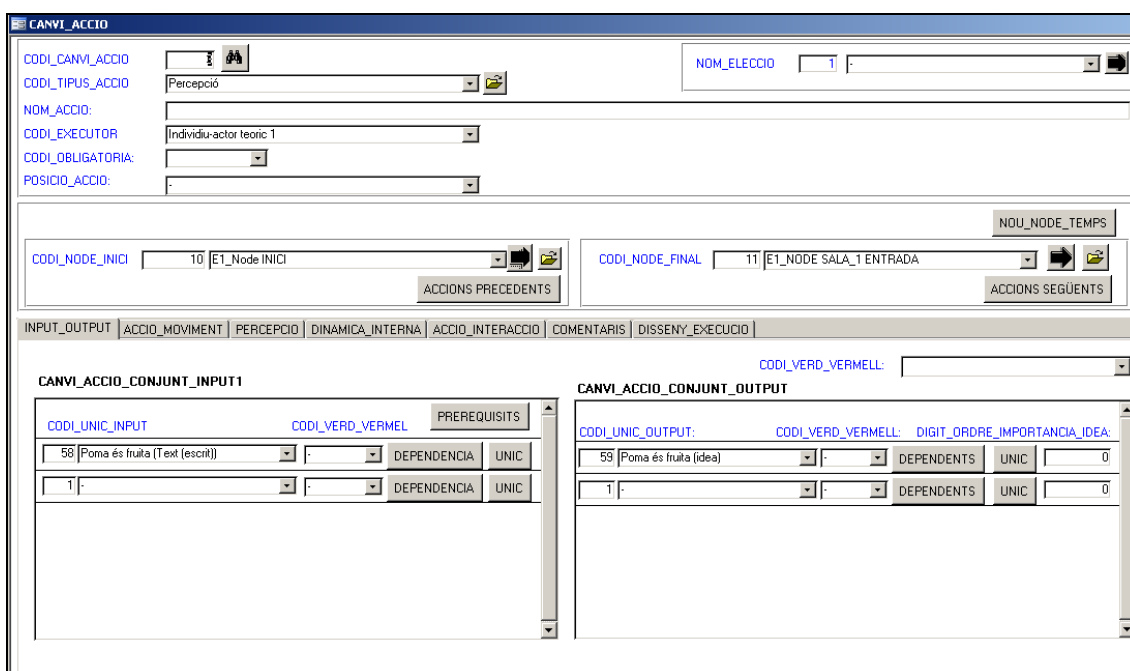 CANVI_ACCIO
CODI_CANVI_ACCIO
NOM_ELECCIO 1 -
CODI_TIPUS_ACCIO Percepció
NOM_ACCIO:
CODI_EXECUTOR Individiu-actor teoric 1
CODI_OBLIGATORIA:
POSICIO_ACCIO: -
NOU_NODE_TEMPS
CODI_NODE_INICI 10 E1_Node INICI CODI_NODE_FINAL 11 E1_NODE SALA_1 ENTRADA
ACCIONS PRECEDENTS ACCIONS SEGÜENTS
INPUT_OUTPUT ACCIO_MOVIMENT PERCEPCIO DINAMICA_INTERNA ACCIO_INTERACCIO COMENTARIS DISSENY_EXECUCIO
CODI_VERD_VERMELL:
CANVI_ACCIO_CONJUNT_INPUT1 CANVI_ACCIO_CONJUNT_OUTPUT
PREREQUISITS
CODI_UNIC_INPUT CODI_VERD_VERMEL CODI_UNIC_OUTPUT: CODI_VERD_VERMELL: DIGIT_ORDRE_IMPORTANCIA_IDEA:
58 Poma és fruita (Text (escrit)) - DEPENDENCIA UNIC 59 Poma és fruita (idea) - DEPENDENTS UNIC 0
1 - - DEPENDENCIA UNIC 1 - - DEPENDENTS UNIC 0